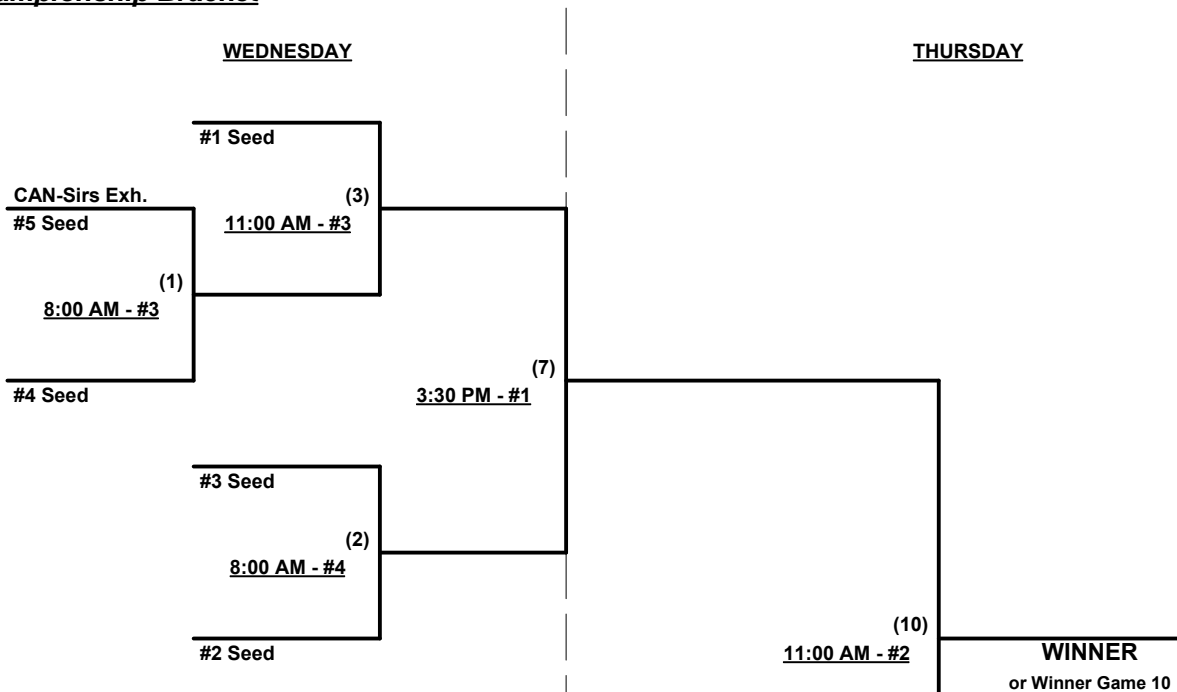 WEDNESDAY
THURSDAY
#1 Seed
CAN-Sirs Exh.
(3)
#5 Seed
11:00 AM - #3
(1)
8:00 AM - #3
(7)
#4 Seed
3:30 PM - #1
#3 Seed
(2)
8:00 AM - #4
(10)
#2 Seed
11:00 AM - #2
WINNER
or Winner Game 10